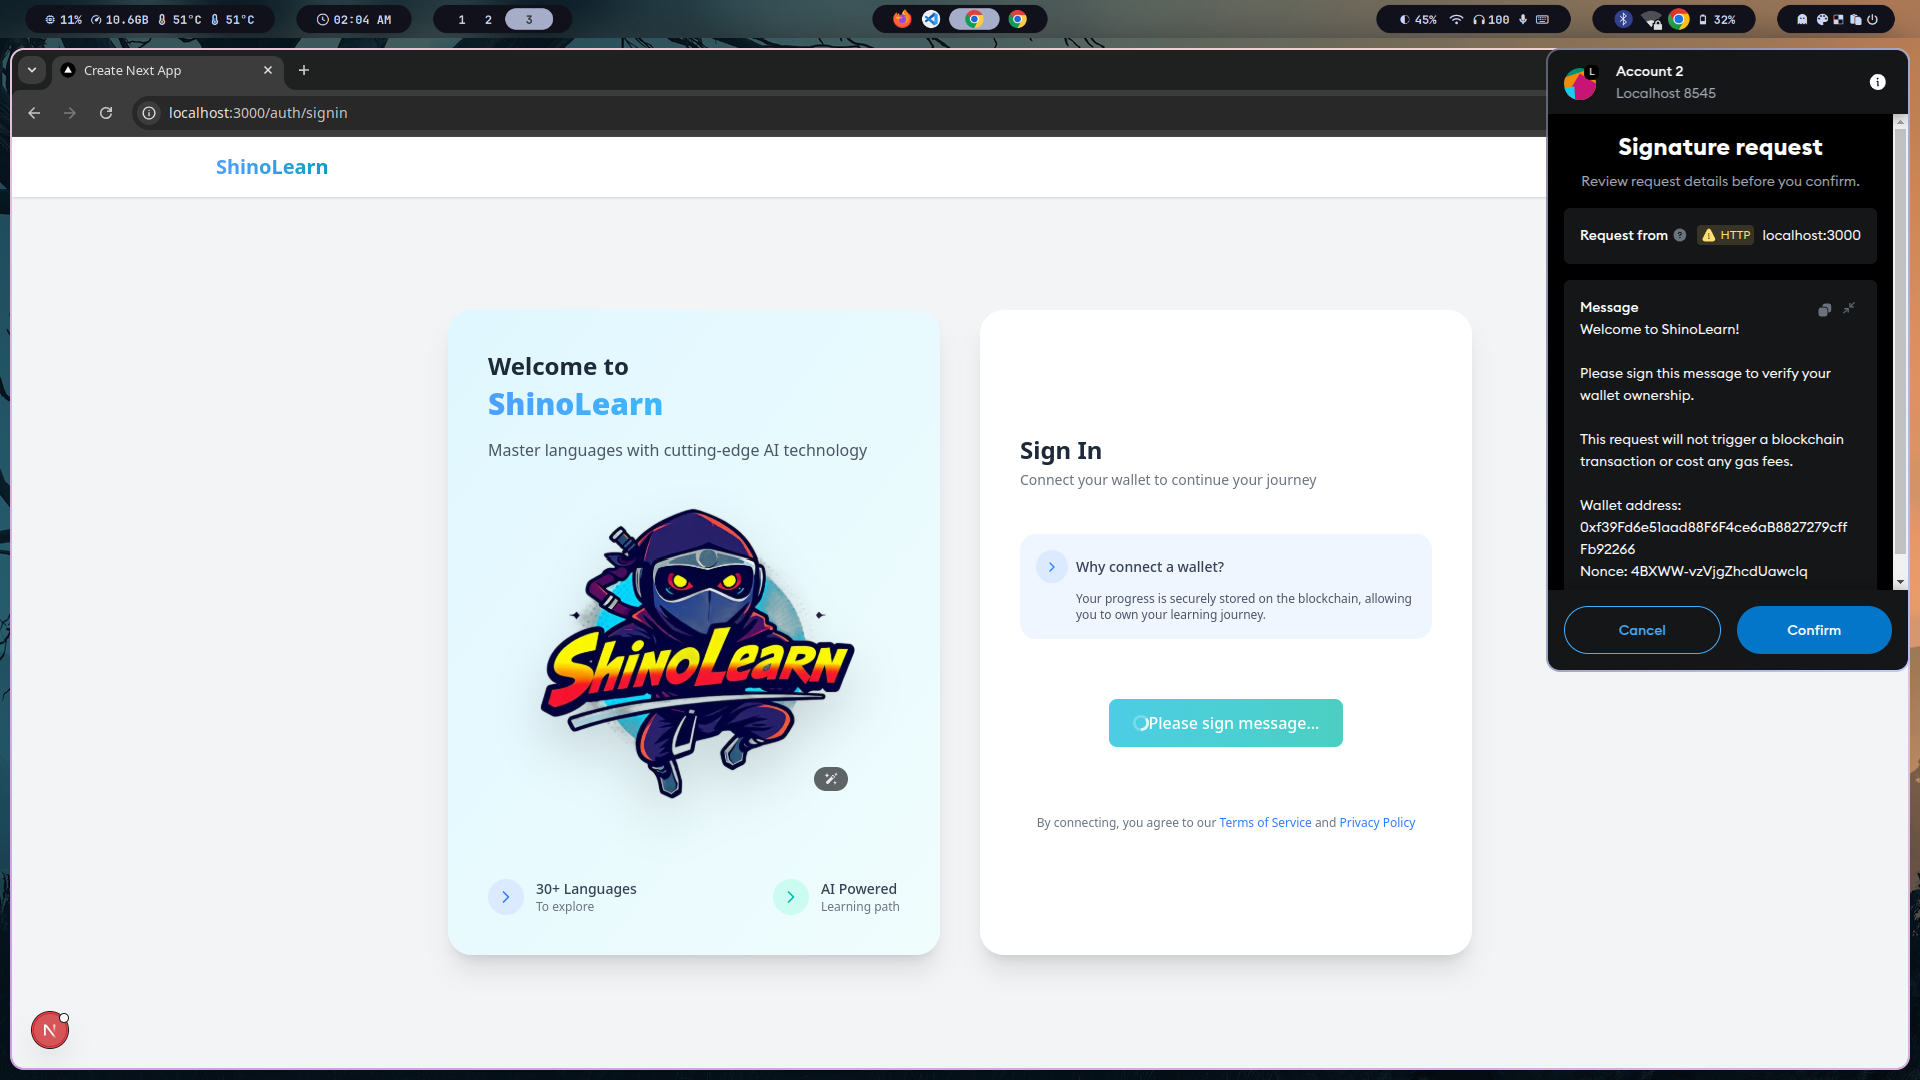 11% 10.6GB 51°C 51°C
02:04 AM
1 2 3
45% 100
32%
Create Next App
localhost:3000/auth/signin
ShinoLearn
Welcome to
ShinoLearn
Master languages with cutting-edge AI technology
SHINOLEARN
30+ Languages
To explore
AI Powered
Learning path
Sign In
Connect your wallet to continue your journey
Why connect a wallet?
Your progress is securely stored on the blockchain, allowing
you to own your learning journey.
Please sign message...
By connecting, you agree to our Terms of Service and Privacy Policy
N
L
Account 2
Localhost 8545
Signature request
Review request details before you confirm.
Request from ? HTTP localhost:3000
Message
Welcome to ShinoLearn!
Please sign this message to verify your
wallet ownership.
This request will not trigger a blockchain
transaction or cost any gas fees.
Wallet address:
0xf39Fd6e51aad88F6F4ce6aB8827279cff
Fb92266
Nonce: 4BXWW-vzVjgZhcdUawcIq
Cancel
Confirm